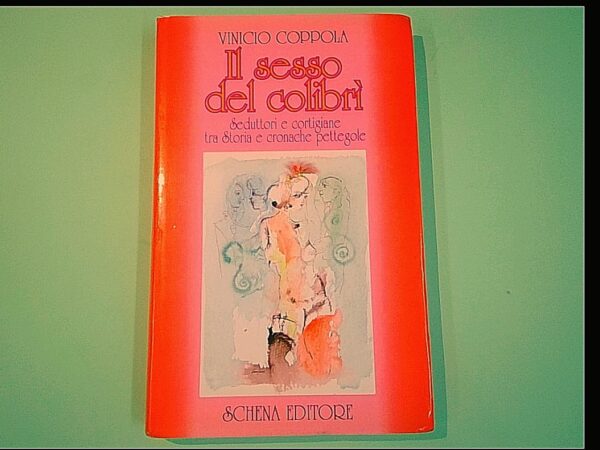 VINICIO COPPOLA
Il sesso
del colibrì
Seduttori e cortigiane
tra Storia e cronache pettegole
SCHENA EDITORE